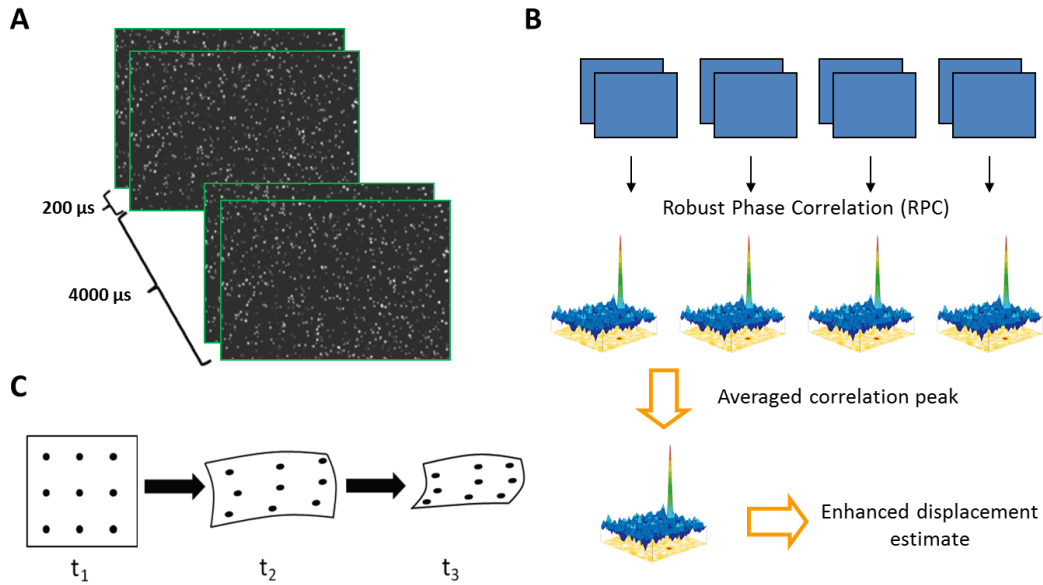 A
200 µs
4000 µs
B
Robust Phase Correlation (RPC)
Averaged correlation peak
Enhanced displacement
estimate
C
t₁
t₂
t₃